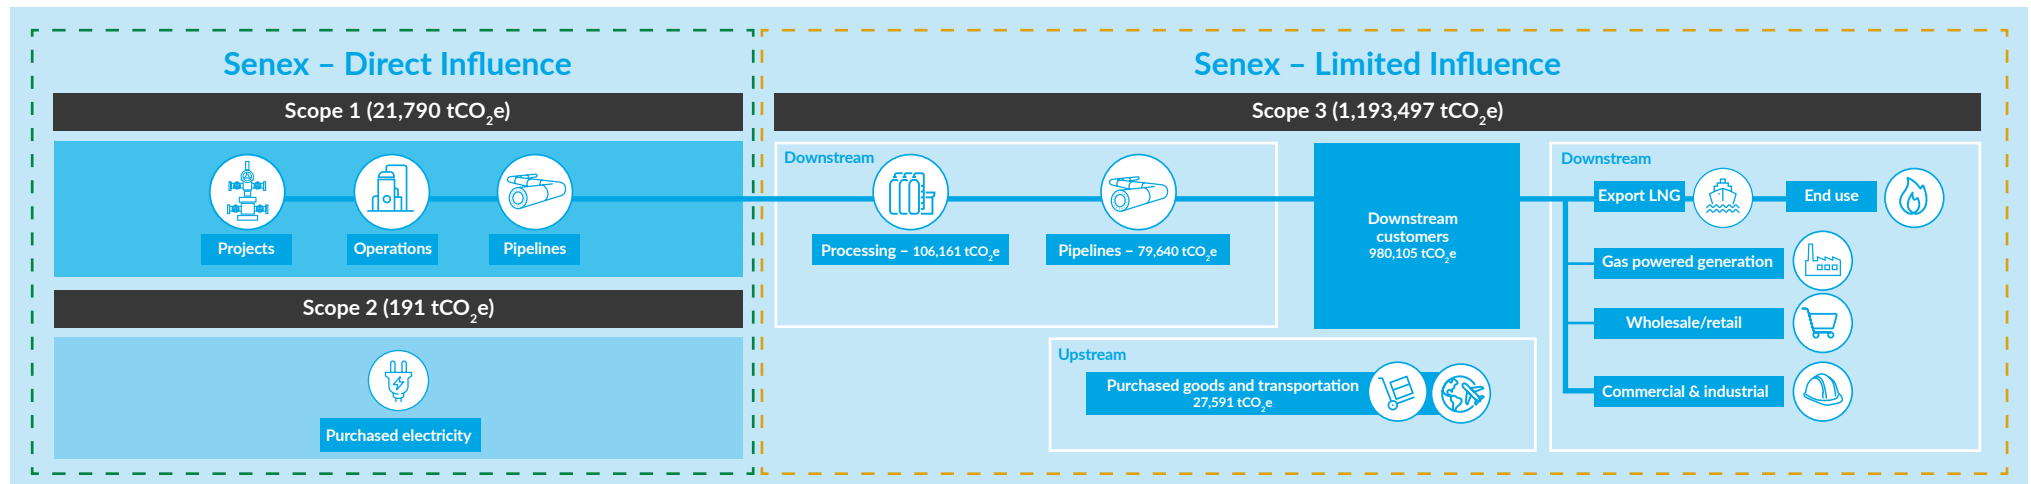 Senex – Direct Influence
Scope 1 (21,790 tCO₂e)
Projects
Operations
Pipelines
Scope 2 (191 tCO₂e)
Purchased electricity
Senex – Limited Influence
Scope 3 (1,193,497 tCO₂e)
Downstream
Processing – 106,161 tCO₂e
Pipelines – 79,640 tCO₂e
Downstream
customers
980,105 tCO₂e
Upstream
Purchased goods and transportation
27,591 tCO₂e
Downstream
Export LNG
End use
Gas powered generation
Wholesale/retail
Commercial & industrial